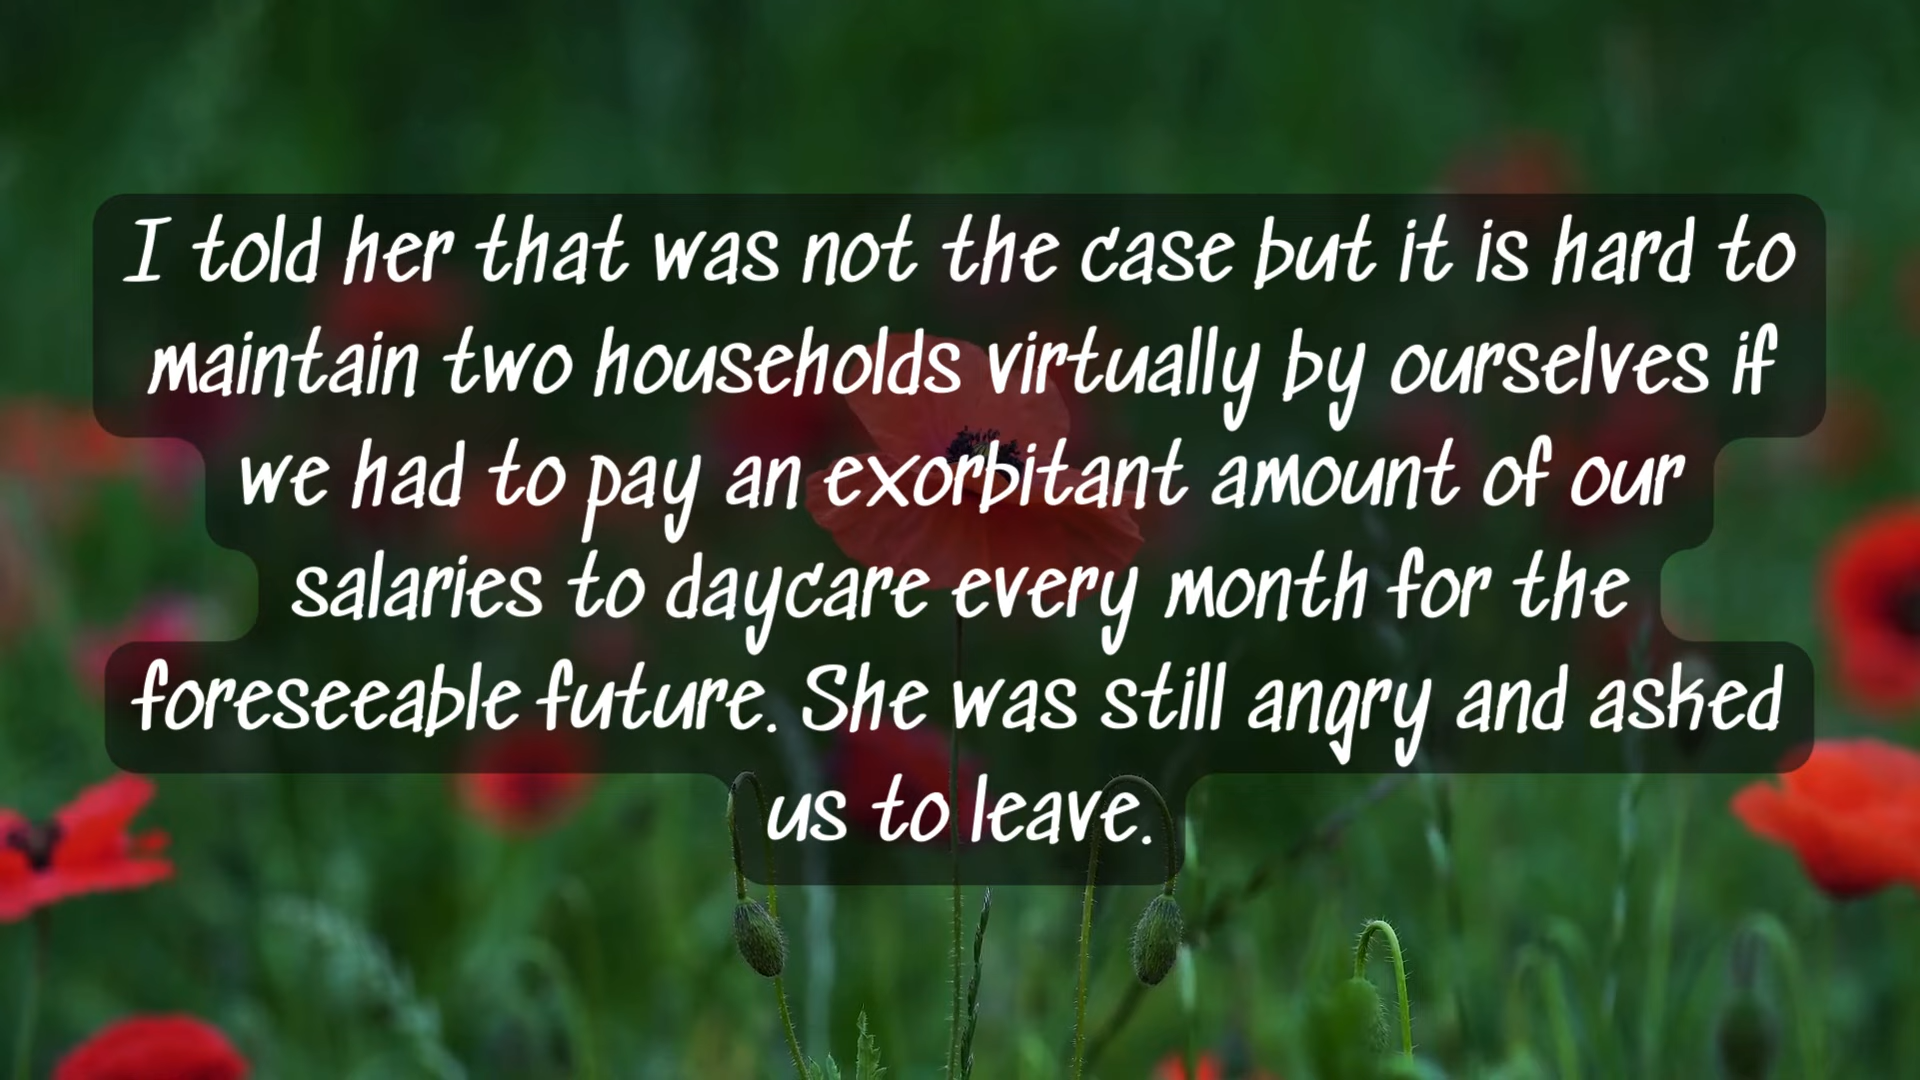 I told her that was not the case but it is hard to
maintain two households virtually by ourselves if
we had to pay an exorbitant amount of our
salaries to daycare every month for the
foreseeable future. She was still angry and asked
us to leave.